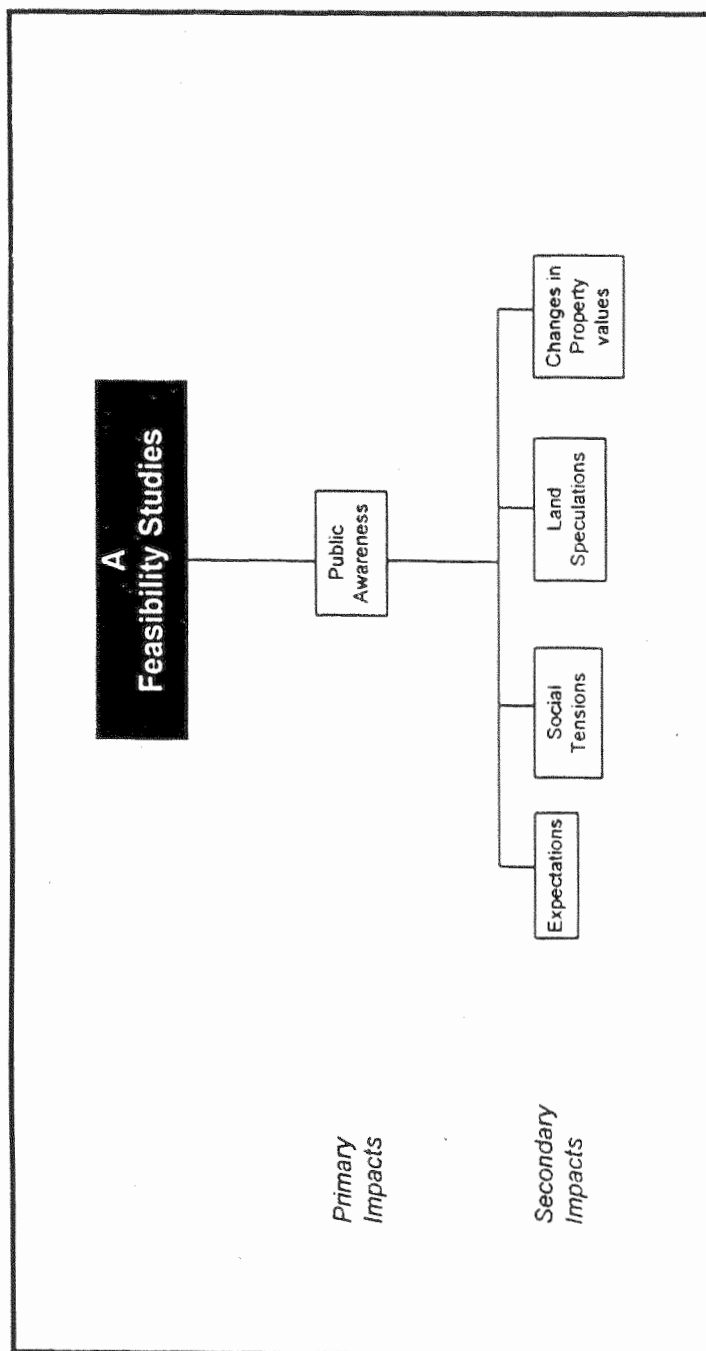 A
Feasibility Studies
Primary
Impacts
Public
Awareness
Secondary
Impacts
Expectations
Social
Tensions
Land
Speculations
Changes in
Property
values